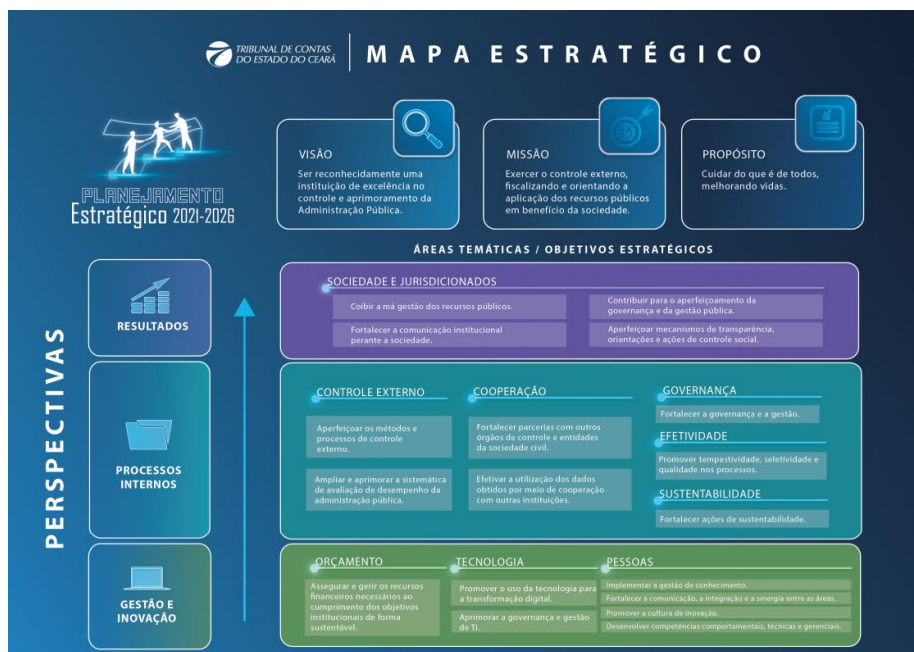 TRIBUNAL DE CONTAS
DO ESTADO DO CEARÁ
MAPA ESTRATÉGICO
PLANEJAMENTO
Estratégico 2021-2026
VISÃO
Ser reconhecidamente uma
instituição de excelência no
controle e aprimoramento da
Administração Pública.
MISSÃO
Exercer o controle externo,
fiscalizando e orientando a
aplicação dos recursos públicos
em benefício da sociedade.
PROPÓSITO
Cuidar do que é de todos,
melhorando vidas.
ÁREAS TEMÁTICAS / OBJETIVOS ESTRATÉGICOS
PERSPECTIVAS
RESULTADOS
SOCIEDADE E JURISDICIONADOS
Coibir a má gestão dos recursos públicos.
Fortalecer a comunicação institucional
perante a sociedade.
Contribuir para o aperfeiçoamento da
governança e da gestão pública.
Aperfeiçoar mecanismos de transparência,
orientações e ações de controle social.
PROCESSOS
INTERNOS
CONTROLE EXTERNO
Aperfeiçoar os métodos e
processos de controle
externo.
Ampliar e aprimorar a sistemática
de avaliação de desempenho da
administração pública.
COOPERAÇÃO
Fortalecer parcerias com outros
órgãos de controle e entidades
da sociedade civil.
Efetivar a utilização dos dados
obtidos por meio de cooperação
com outras instituições.
GOVERNANÇA
Fortalecer a governança e a gestão.
EFETIVIDADE
Promover tempestividade, seletividade e
qualidade nos processos.
SUSTENTABILIDADE
Fortalecer ações de sustentabilidade.
GESTÃO E
INOVAÇÃO
ORÇAMENTO
Assegurar e gerir os recursos
financeiros necessários ao
cumprimento dos objetivos
institucionais de forma
sustentável.
TECNOLOGIA
Promover o uso da tecnologia para
a transformação digital.
Aprimorar a governança e gestão
de TI.
PESSOAS
Implementar a gestão de conhecimento.
Fortalecer a comunicação, a integração e a sinergia entre as áreas.
Promover a cultura de inovação.
Desenvolver competências comportamentais, técnicas e gerenciais.